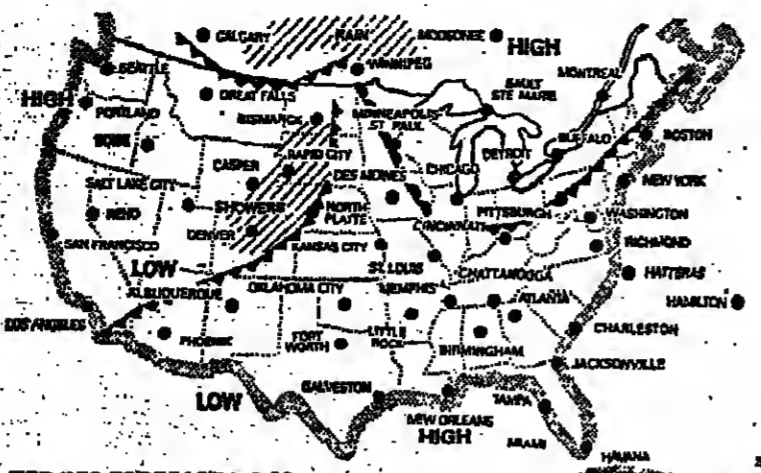 CALGARY RAIN MOOSONEE
HIGH
WINNIPEG
SEATTLE
MONTREAL
SAULT
STE MARIE
HIGH
GREAT FALLS
PORTLAND
BISMARCK
MINNEAPOLIS
ST. PAUL
BUFFALO
BOSTON
BOISE
RAPID CITY
DETROIT
CASPER
DES MOINES
CHICAGO
SALT LAKE CITY
NEW YORK
SHOWERS
NORTH
PLATTE
PITTSBURGH
WASHINGTON
RENO
CINCINNATI
DENVER
SAN FRANCISCO
KANSAS CITY
RICHMOND
LOW
ST. LOUIS
CHATTANOOGA
HATTERAS
ALBUQUERQUE
OKLAHOMA CITY
MEMPHIS
ATLANTA
HAMILTON
LOS ANGELES
PHOENIX
FORT
WORTH
LITTLE
ROCK
CHARLESTON
BIRMINGHAM
JACKSONVILLE
GALVESTON
LOW
NEW ORLEANS
TAMPA
HIGH
MIAMI
HAVANA